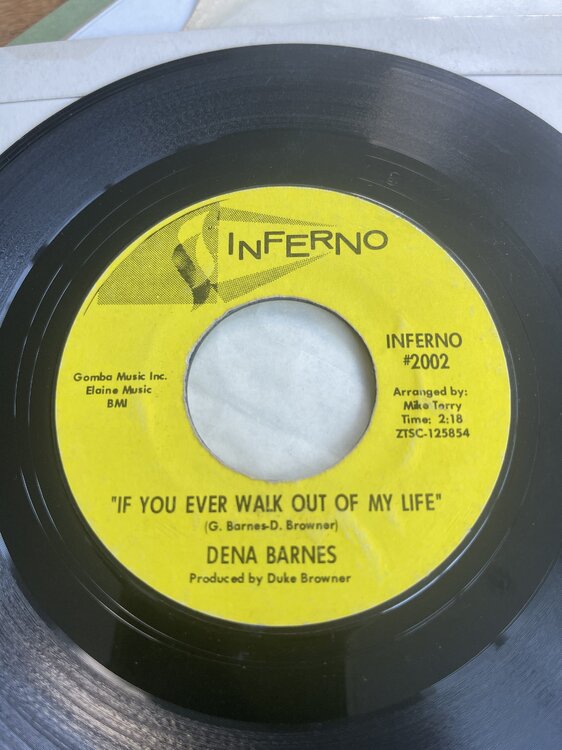 INFERNO
INFERNO
#2002
Gomba Music Inc.
Elaine Music
BMI
Arranged by:
Mike Terry
Time: 2:18
ZTSC-125854
"IF YOU EVER WALK OUT OF MY LIFE"
(G. Barnes-D. Browner)
DENA BARNES
Produced by Duke Browner